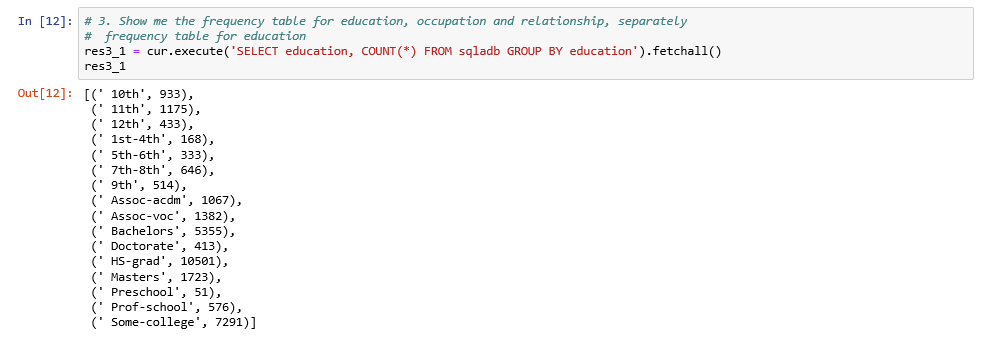 In [12]: # 3. Show me the frequency table for education, occupation and relationship, separately
#  frequency table for education
res3_1 = cur.execute('SELECT education, COUNT(*) FROM sqladb GROUP BY education').fetchall()
res3_1
Out[12]: [(' 10th', 933),
(' 11th', 1175),
(' 12th', 433),
(' 1st-4th', 168),
(' 5th-6th', 333),
(' 7th-8th', 646),
(' 9th', 514),
(' Assoc-acdm', 1067),
(' Assoc-voc', 1382),
(' Bachelors', 5355),
(' Doctorate', 413),
(' HS-grad', 10501),
(' Masters', 1723),
(' Preschool', 51),
(' Prof-school', 576),
(' Some-college', 7291)]